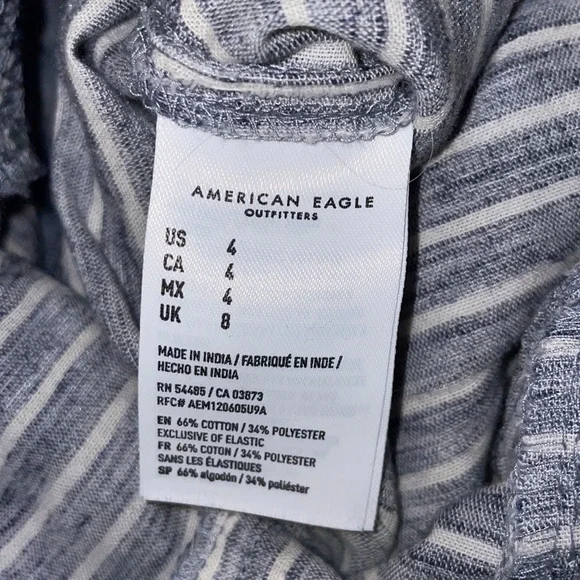 AMERICAN EAGLE
OUTFITTERS
US 4
CA 4
MX 4
UK 8
MADE IN INDIA / FABRIQUÉ EN INDE /
HECHO EN INDIA
RN 54485 / CA 03873
RFC# AEM120605U9A
EN 66% COTTON / 34% POLYESTER
EXCLUSIVE OF ELASTIC
FR 66% COTON / 34% POLYESTER
SANS LES ÉLASTIQUES
SP 66% algodón / 34% poliéster